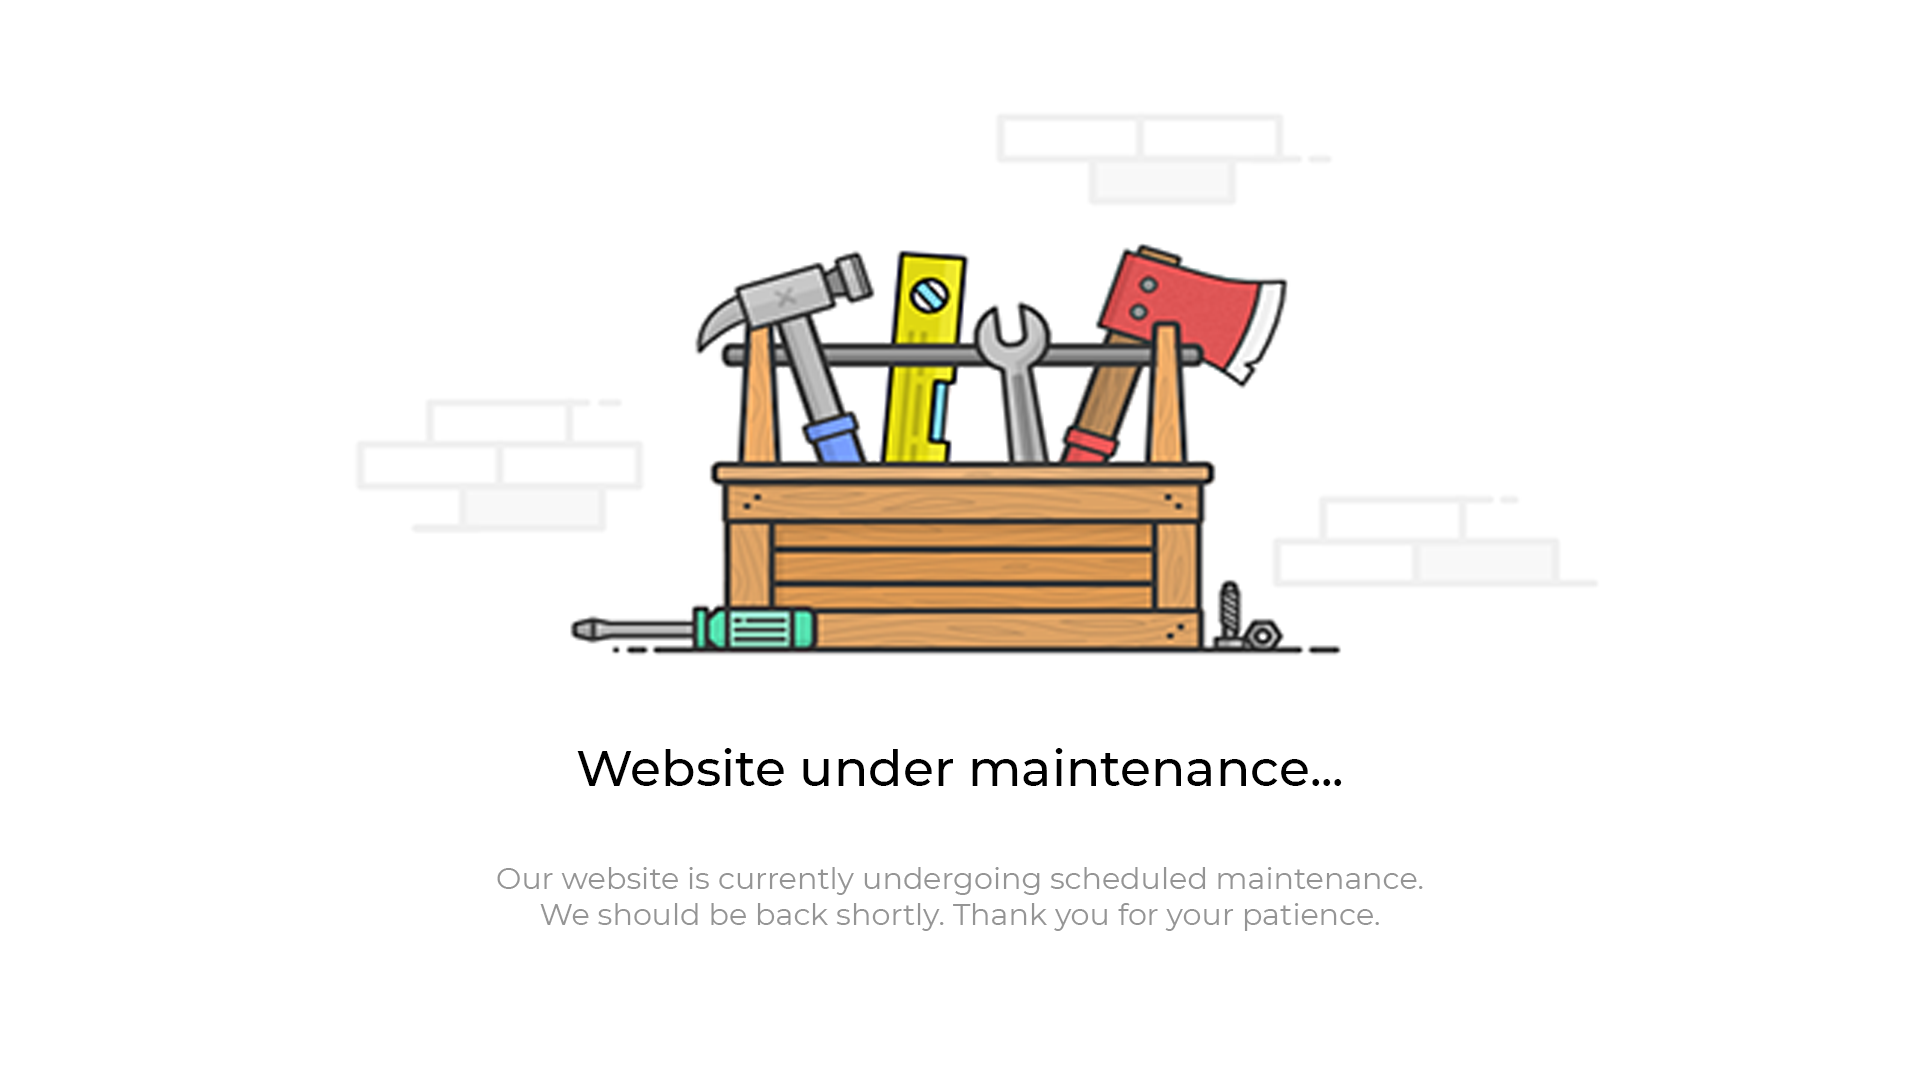 Website under maintenance...
Our website is currently undergoing scheduled maintenance.
We should be back shortly. Thank you for your patience.